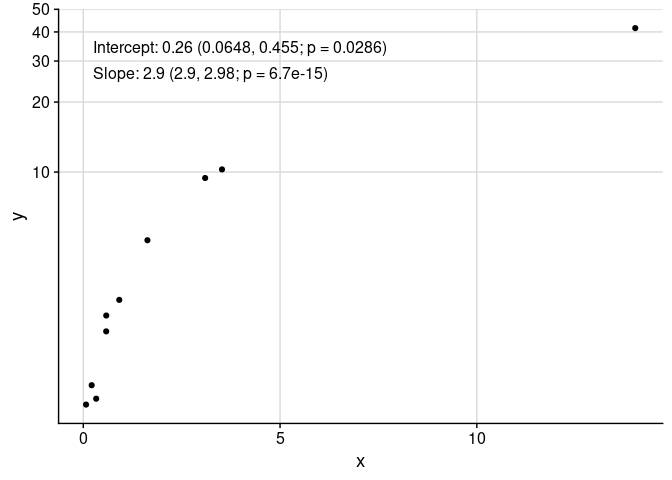 50
40
30
20
10
Intercept: 0.26 (0.0648, 0.455; p = 0.0286)
Slope: 2.9 (2.9, 2.98; p = 6.7e-15)
y
0 5 10
x